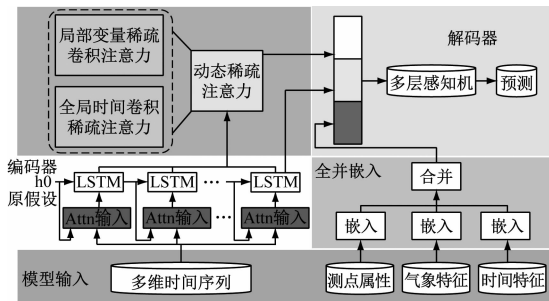 局部变量稀疏
卷积注意力
全局时间卷积
稀疏注意力
动态稀疏
注意力
解码器
多层感知机
预测
编码器
h0
原假设
LSTM
LSTM
…
LSTM
Attn输入
Attn输入
…
Attn输入
全并嵌入
合并
嵌入
嵌入
嵌入
模型输入
多维时间序列
测点属性
气象特征
时间特征